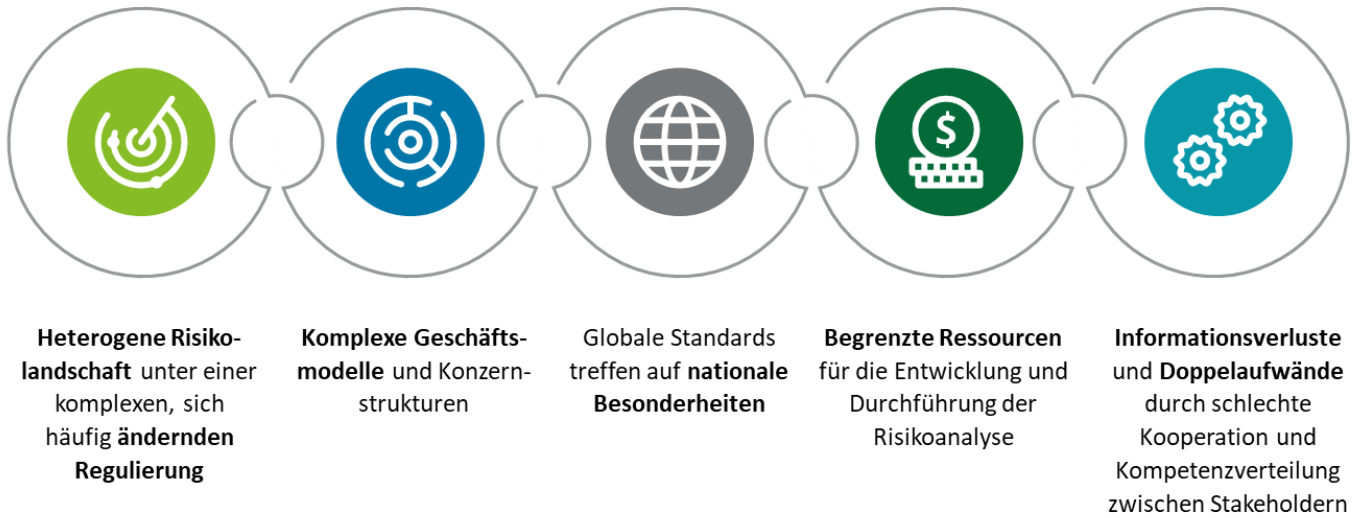 Heterogene Risiko-
landschaft unter einer
komplexen, sich
häufig ändernden
Regulierung
Komplexe Geschäfts-
modelle und Konzern-
strukturen
Globale Standards
treffen auf nationale
Besonderheiten
$
Begrenzte Ressourcen
für die Entwicklung und
Durchführung der
Risikoanalyse
Informationsverluste
und Doppelaufwände
durch schlechte
Kooperation und
Kompetenzverteilung
zwischen Stakeholdern